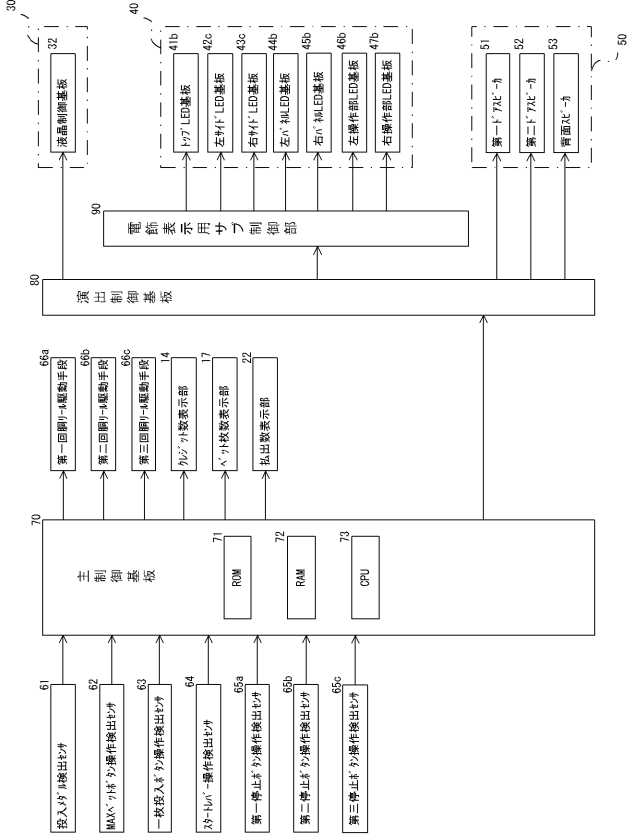 61
投入ﾒﾀﾞﾙ検出ｾﾝｻ
62
MAXﾍﾞｯﾄﾎﾞﾀﾝ操作検出ｾﾝｻ
63
一枚投入ﾎﾞﾀﾝ操作検出ｾﾝｻ
64
ｽﾀｰﾄﾚﾊﾞｰ操作検出ｾﾝｻ
65a
第一停止ﾎﾞﾀﾝ操作検出ｾﾝｻ
65b
第二停止ﾎﾞﾀﾝ操作検出ｾﾝｻ
65c
第三停止ﾎﾞﾀﾝ操作検出ｾﾝｻ
70
主制御基板
71
ROM
72
RAM
73
CPU
66a
第一回胴ﾘｰﾙ駆動手段
66b
第二回胴ﾘｰﾙ駆動手段
66c
第三回胴ﾘｰﾙ駆動手段
14
ｸﾚｼﾞｯﾄ数表示部
17
ﾍﾞｯﾄ枚数表示部
22
払出数表示部
80
演出制御基板
90
電飾表示用サブ制御部
30
32
液晶制御基板
40
41b
ﾄｯﾌﾟLED基板
42c
左ｻｲﾄﾞLED基板
43c
右ｻｲﾄﾞLED基板
44b
左ﾊﾟﾈﾙLED基板
45b
右ﾊﾟﾈﾙLED基板
46b
左操作部LED基板
47b
右操作部LED基板
50
51
第一ﾄﾞｱｽﾋﾟｰｶ
52
第二ﾄﾞｱｽﾋﾟｰｶ
53
背面ｽﾋﾟｰｶ